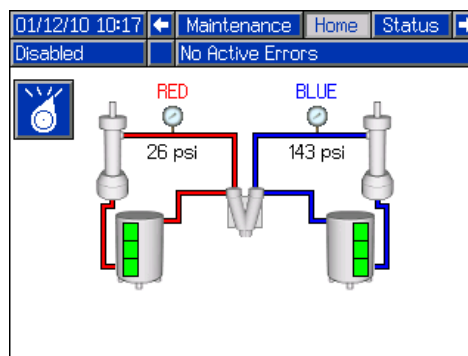 01/12/10 10:17 Maintenance Home Status
Disabled No Active Errors
RED BLUE
26 psi 143 psi